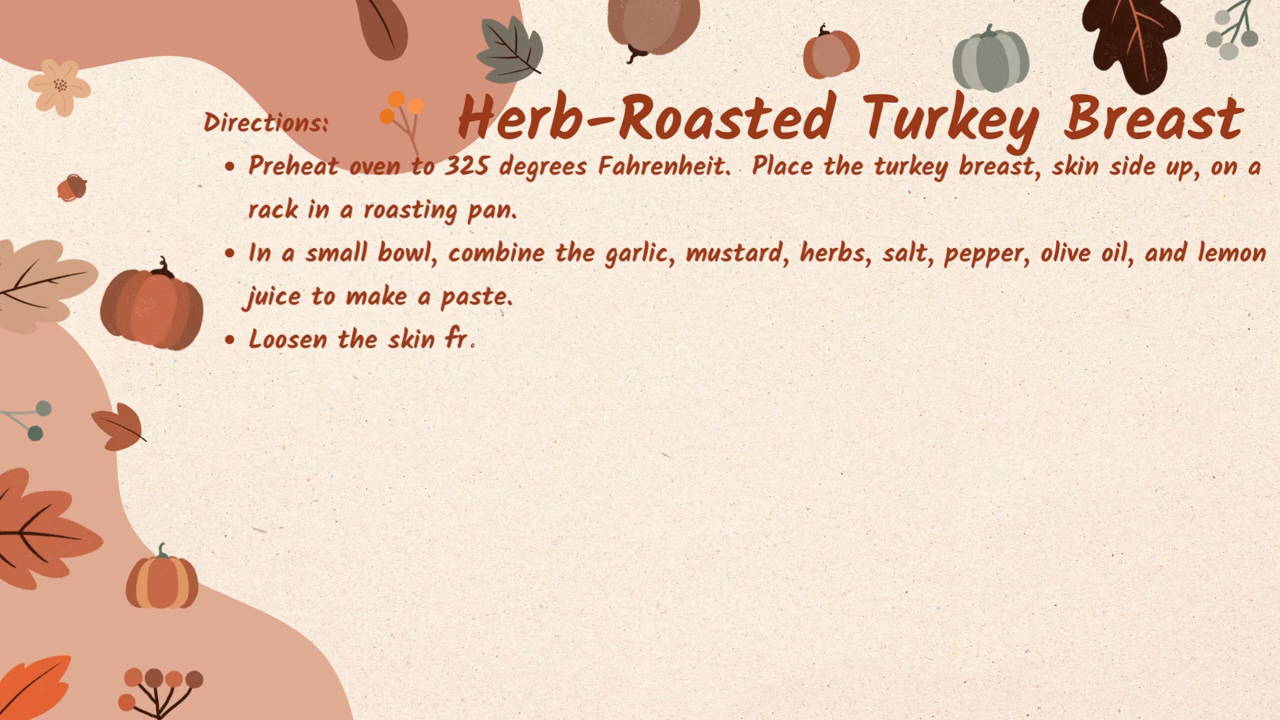 Herb-Roasted Turkey Breast
Directions:
• Preheat oven to 325 degrees Fahrenheit. Place the turkey breast, skin side up, on a
rack in a roasting pan.
• In a small bowl, combine the garlic, mustard, herbs, salt, pepper, olive oil, and lemon
juice to make a paste.
• Loosen the skin fr.